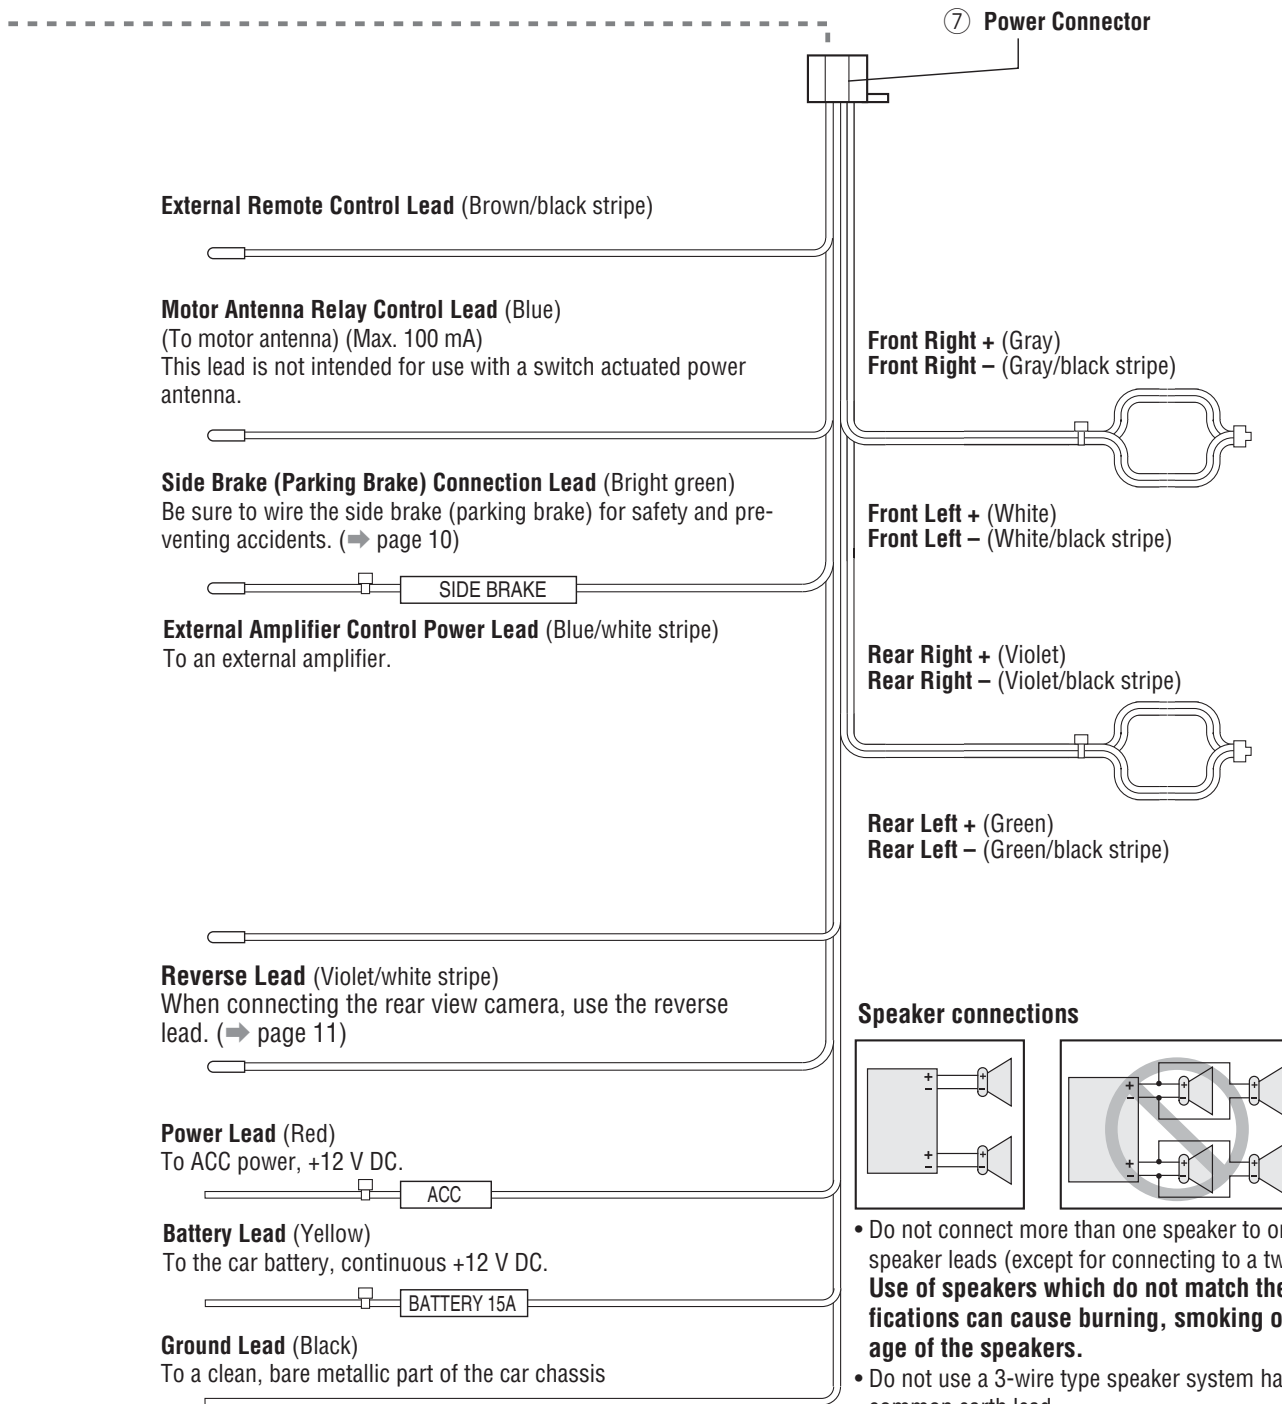 ⑦ Power Connector
External Remote Control Lead (Brown/black stripe)
Motor Antenna Relay Control Lead (Blue)
(To motor antenna) (Max. 100 mA)
This lead is not intended for use with a switch actuated power
antenna.
Side Brake (Parking Brake) Connection Lead (Bright green)
Be sure to wire the side brake (parking brake) for safety and pre-
venting accidents. (➡ page 10)
SIDE BRAKE
External Amplifier Control Power Lead (Blue/white stripe)
To an external amplifier.
Reverse Lead (Violet/white stripe)
When connecting the rear view camera, use the reverse
lead. (➡ page 11)
Power Lead (Red)
To ACC power, +12 V DC.
ACC
Battery Lead (Yellow)
To the car battery, continuous +12 V DC.
BATTERY 15A
Ground Lead (Black)
To a clean, bare metallic part of the car chassis
Front Right + (Gray)
Front Right – (Gray/black stripe)
Front Left + (White)
Front Left – (White/black stripe)
Rear Right + (Violet)
Rear Right – (Violet/black stripe)
Rear Left + (Green)
Rear Left – (Green/black stripe)
Speaker connections
+ + + +
– – – –
+ + + +
– – – –
• Do not connect more than one speaker to
speaker leads (except for connecting to a
Use of speakers which do not match the
fications can cause burning, smoking
age of the speakers.
• Do not use a 3-wire type speaker system
common earth lead